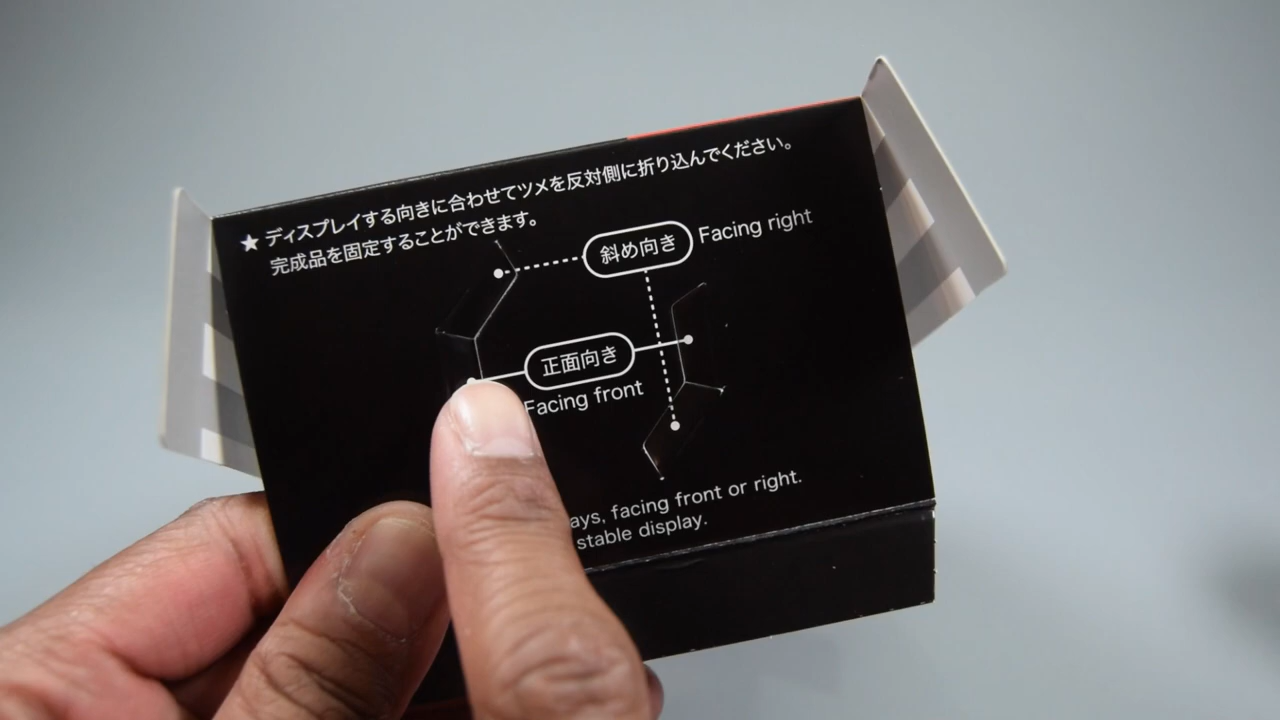 ★ ディスプレイする向きに合わせてツメを反対側に折り込んでください。
完成品を固定することができます。
斜め向き Facing right
正面向き
Facing front
facing front or right.
stable display.